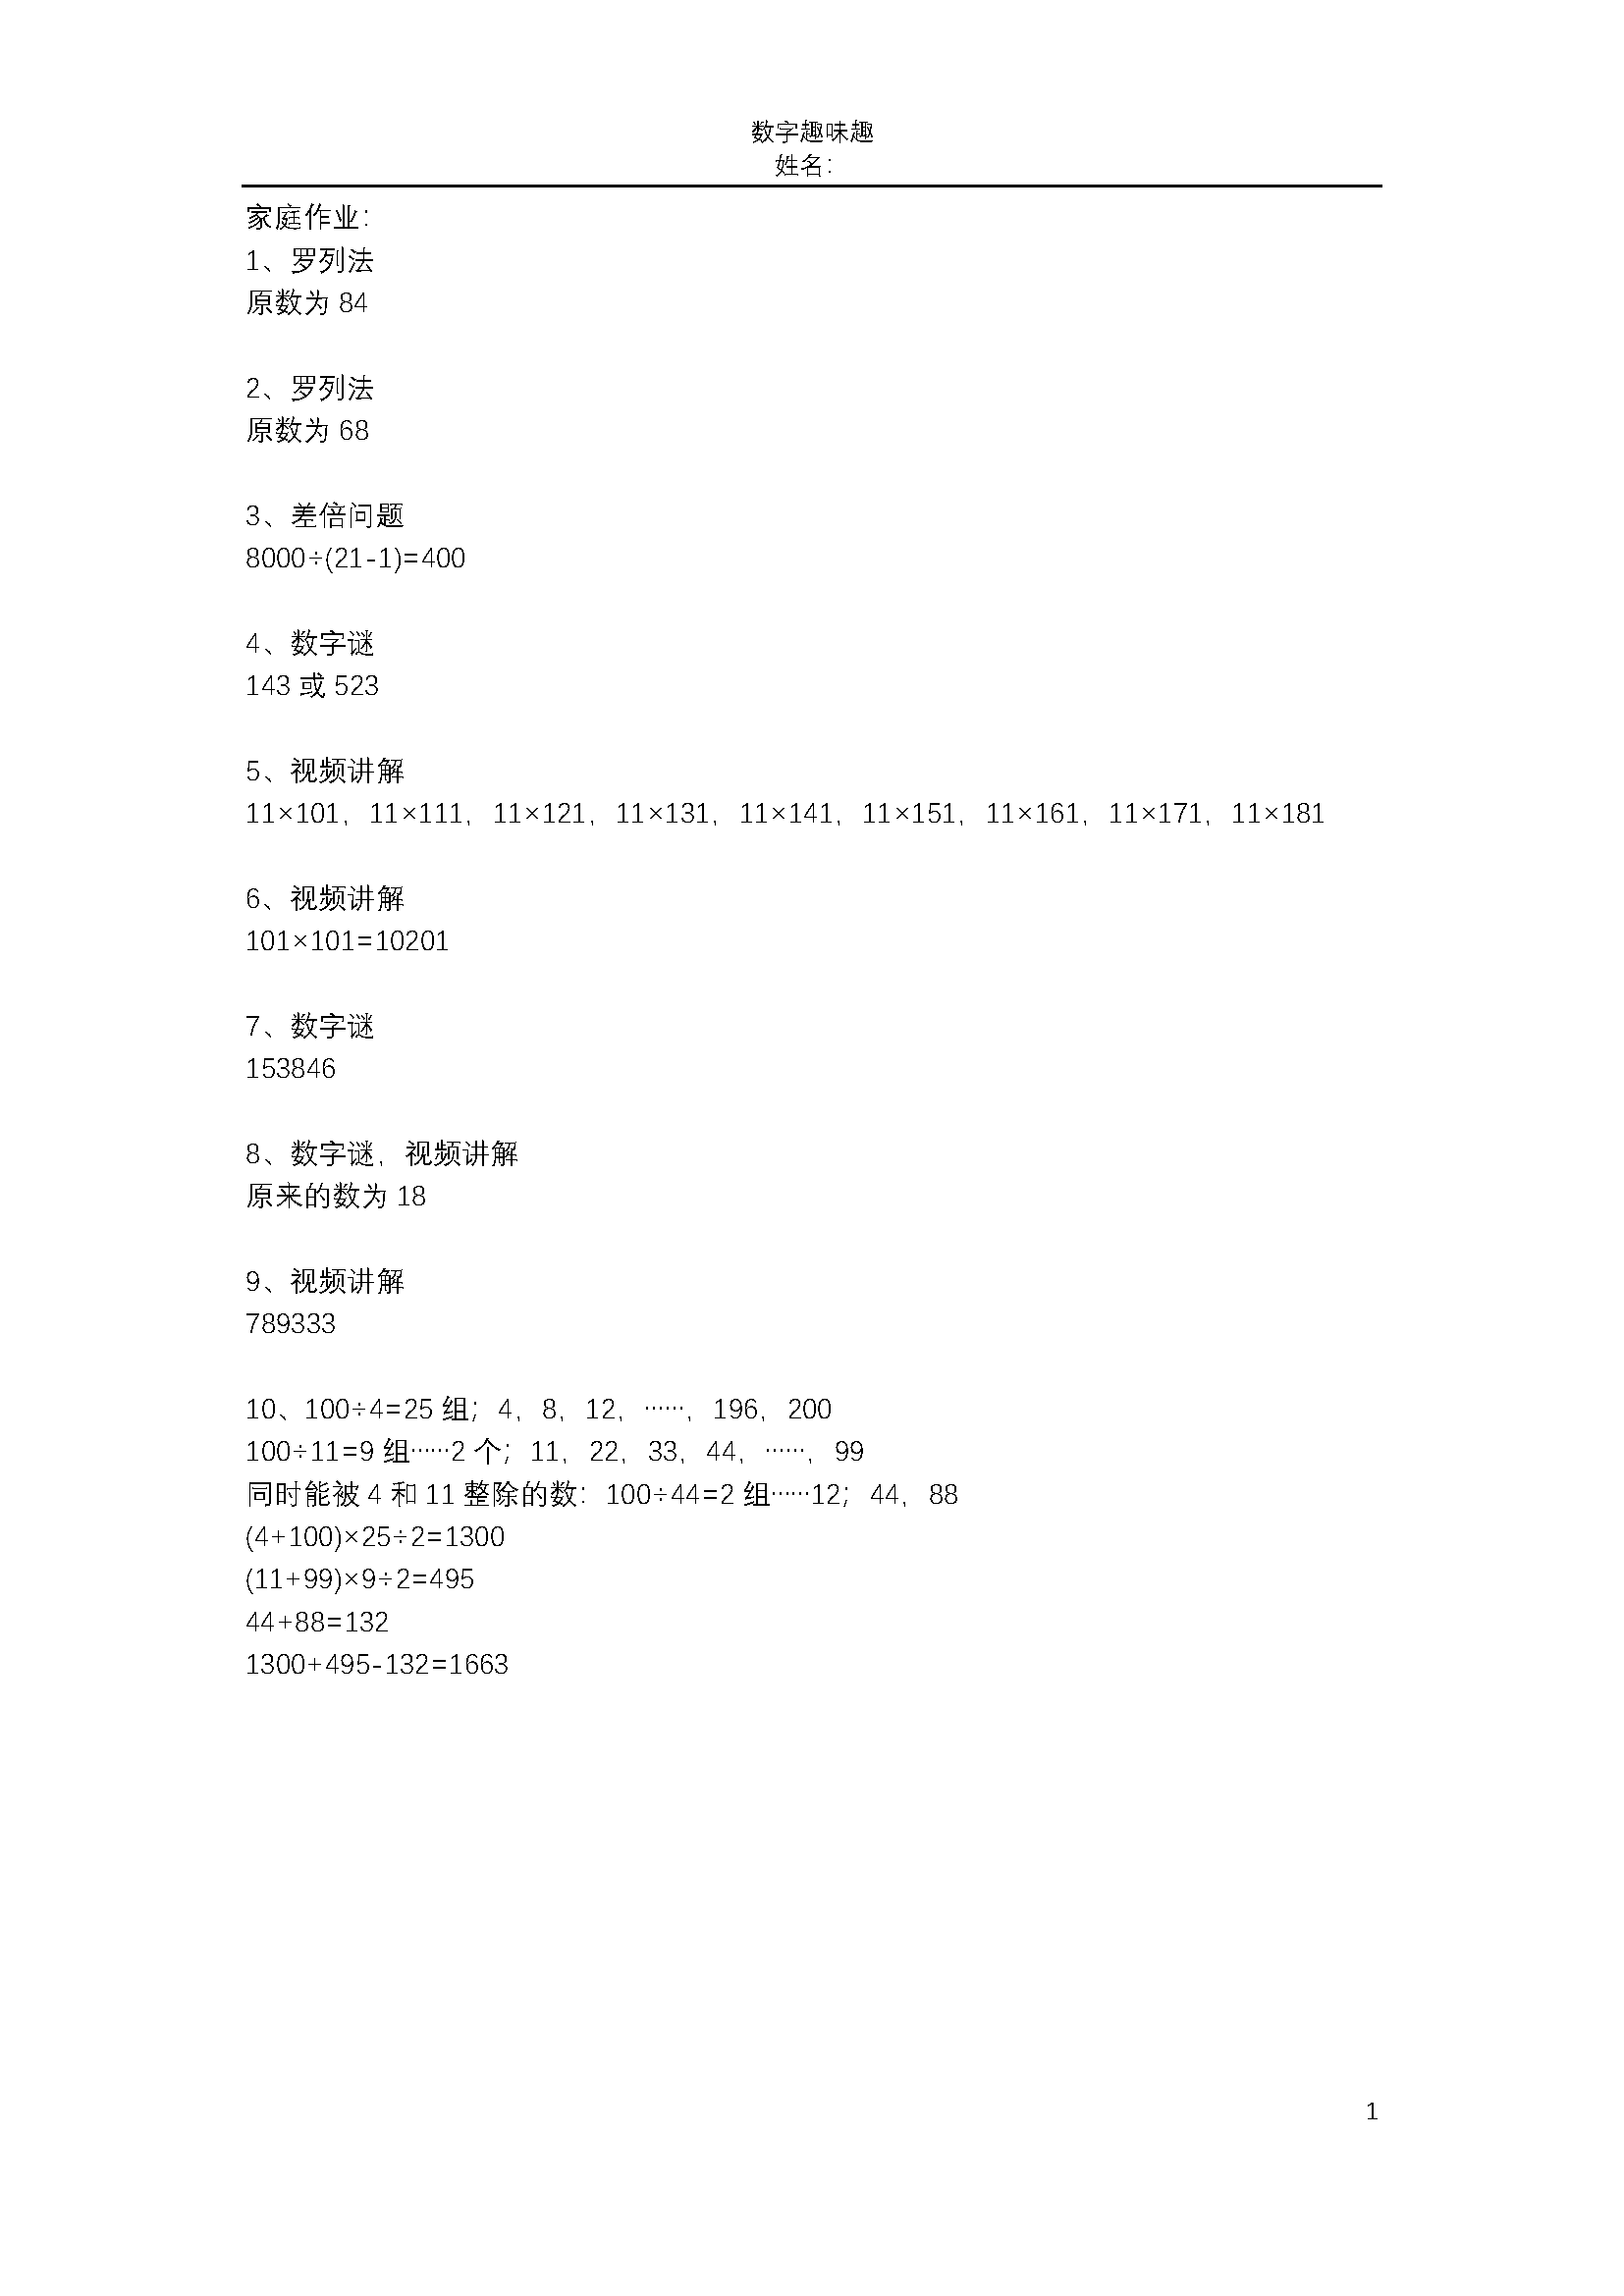 数字趣味趣
姓名：
家庭作业：
1、罗列法
原数为 84
2、罗列法
原数为 68
3、差倍问题
8000÷(21-1)=400
4、数字谜
143 或 523
5、视频讲解
11×101，11×111，11×121，11×131，11×141，11×151，11×161，11×171，11×181
6、视频讲解
101×101=10201
7、数字谜
153846
8、数字谜，视频讲解
原来的数为 18
9、视频讲解
789333
10、100÷4=25 组；4，8，12，……，196，200
100÷11=9 组……2 个；11，22，33，44，……，99
同时能被 4 和 11 整除的数：100÷44=2 组……12；44，88
(4+100)×25÷2=1300
(11+99)×9÷2=495
44+88=132
1300+495-132=1663
1